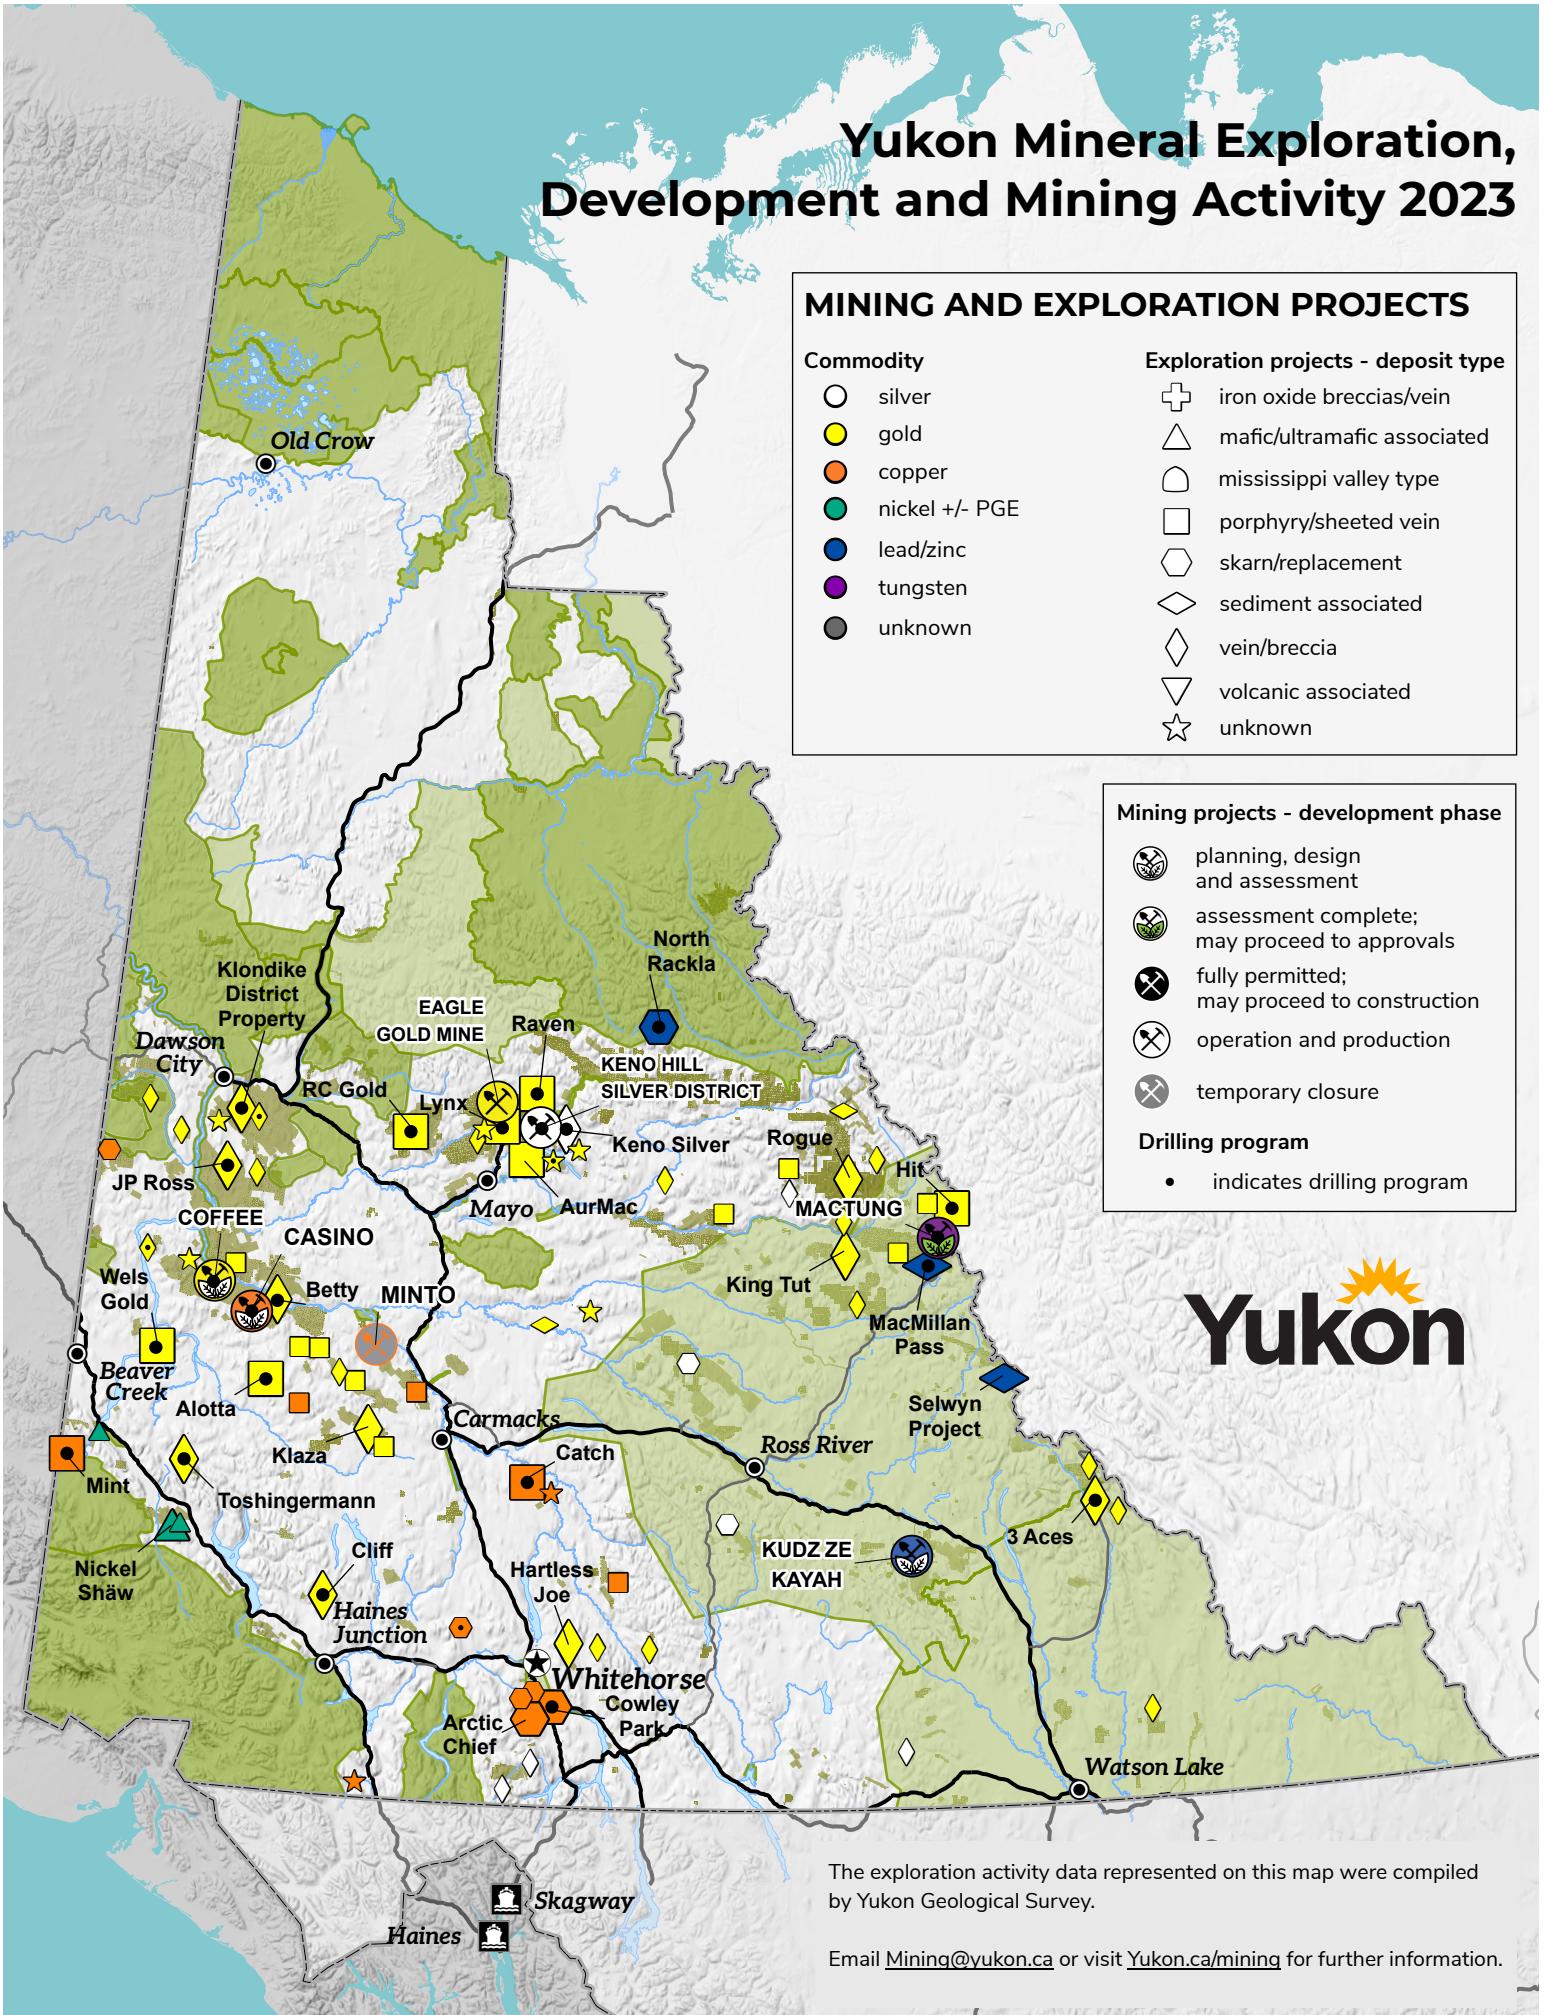 Yukon Mineral Exploration,
Development and Mining Activity 2023
MINING AND EXPLORATION PROJECTS
Commodity
silver
gold
copper
nickel +/- PGE
lead/zinc
tungsten
unknown
Exploration projects - deposit type
iron oxide breccias/vein
mafic/ultramafic associated
mississippi valley type
porphyry/sheeted vein
skarn/replacement
sediment associated
vein/breccia
volcanic associated
unknown
Mining projects - development phase
planning, design
and assessment
assessment complete;
may proceed to approvals
fully permitted;
may proceed to construction
operation and production
temporary closure
Drilling program
indicates drilling program
Old Crow
North
Rackla
Klondike
District
Property
EAGLE
GOLD MINE
Raven
Dawson
City
KENO HILL
SILVER DISTRICT
RC Gold
Lynx
Keno Silver
Rogue
Hit
JP Ross
Mayo
AurMac
MACTUNG
COFFEE
CASINO
Wels
Gold
Betty
MINTO
King Tut
MacMillan
Pass
Beaver
Creek
Alotta
Selwyn
Project
Carmacks
Klaza
Catch
Ross River
Mint
Toshingermann
3 Aces
Nickel
Shäw
Cliff
Hartless
Joe
KUDZ ZE
KAYAH
Haines
Junction
Whitehorse
Cowley
Park
Arctic
Chief
Watson Lake
Skagway
Haines
Yukon
The exploration activity data represented on this map were compiled
by Yukon Geological Survey.
Email Mining@yukon.ca or visit Yukon.ca/mining for further information.